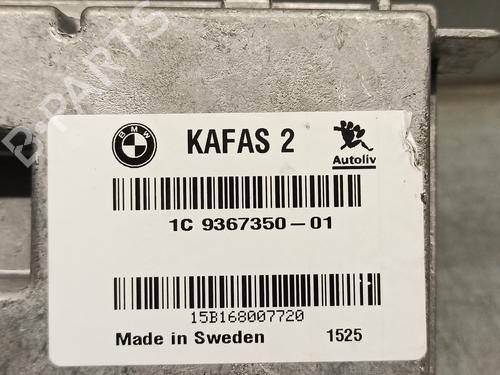 B-PARTS
BMW
KAFAS 2
Autoliv
1C 9367350-01
15B168007720
Made in Sweden 1525